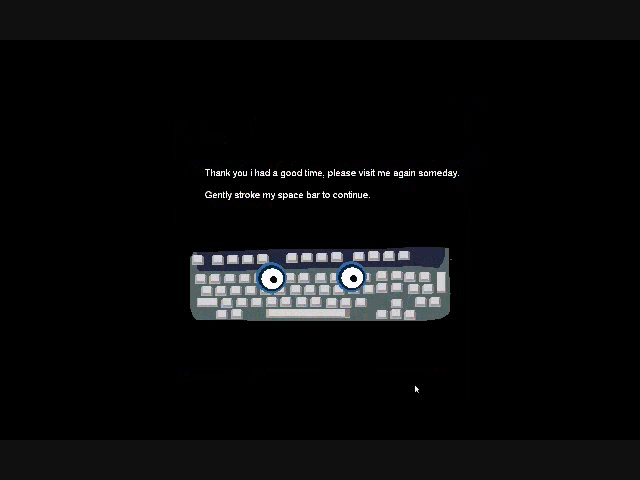 Thank you i had a good time, please visit me again someday.
Gently stroke my space bar to continue.